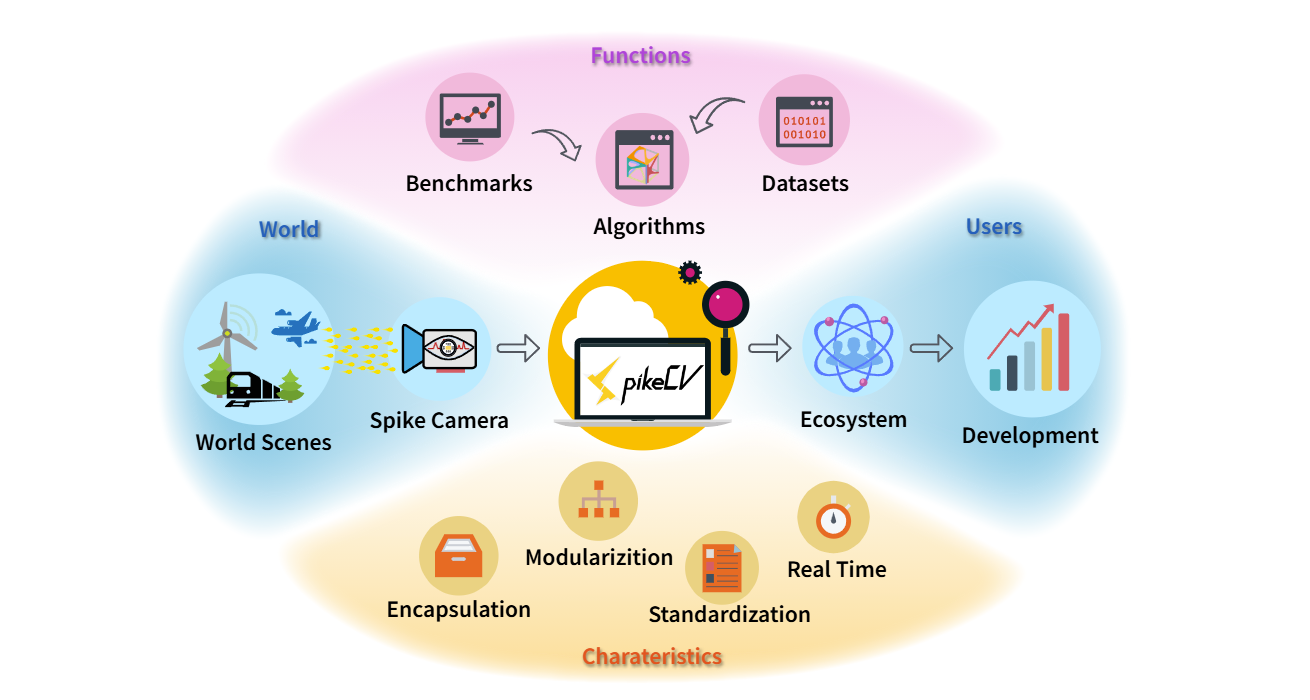 Functions
Benchmarks
010101
001010
Datasets
Algorithms
World
Users
pikeCV
World Scenes
Spike Camera
Ecosystem
Development
Modularizition
Encapsulation
Real Time
Standardization
Charateristics